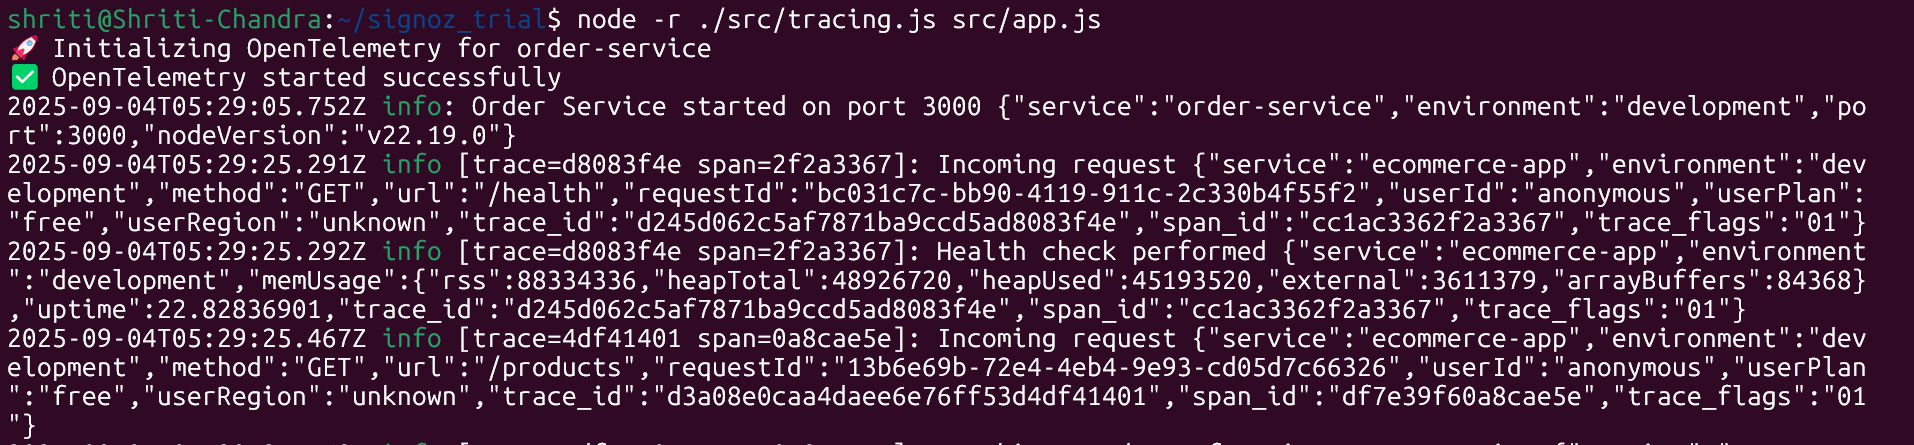 shriti@Shriti-Chandra:~/signoz_trial$ node -r ./src/tracing.js src/app.js
🚀 Initializing OpenTelemetry for order-service
✅ OpenTelemetry started successfully
2025-09-04T05:29:05.752Z info: Order Service started on port 3000 {"service":"order-service","environment":"development","po
rt":3000,"nodeVersion":"v22.19.0"}
2025-09-04T05:29:25.291Z info [trace=d8083f4e span=2f2a3367]: Incoming request {"service":"ecommerce-app","environment":"dev
elopment","method":"GET","url":"/health","requestId":"bc031c7c-bb90-4119-911c-2c330b4f55f2","userId":"anonymous","userPlan":
"free","userRegion":"unknown","trace_id":"d245d062c5af7871ba9ccd5ad8083f4e","span_id":"cc1ac3362f2a3367","trace_flags":"01"}
2025-09-04T05:29:25.292Z info [trace=d8083f4e span=2f2a3367]: Health check performed {"service":"ecommerce-app","environment
":"development","memUsage":{"rss":88334336,"heapTotal":48926720,"heapUsed":45193520,"external":3611379,"arrayBuffers":84368}
,"uptime":22.82836901,"trace_id":"d245d062c5af7871ba9ccd5ad8083f4e","span_id":"cc1ac3362f2a3367","trace_flags":"01"}
2025-09-04T05:29:25.467Z info [trace=4df41401 span=0a8cae5e]: Incoming request {"service":"ecommerce-app","environment":"dev
elopment","method":"GET","url":"/products","requestId":"13b6e69b-72e4-4eb4-9e93-cd05d7c66326","userId":"anonymous","userPlan
":"free","userRegion":"unknown","trace_id":"d3a08e0caa4daee6e76ff53d4df41401","span_id":"df7e39f60a8cae5e","trace_flags":"01
"}